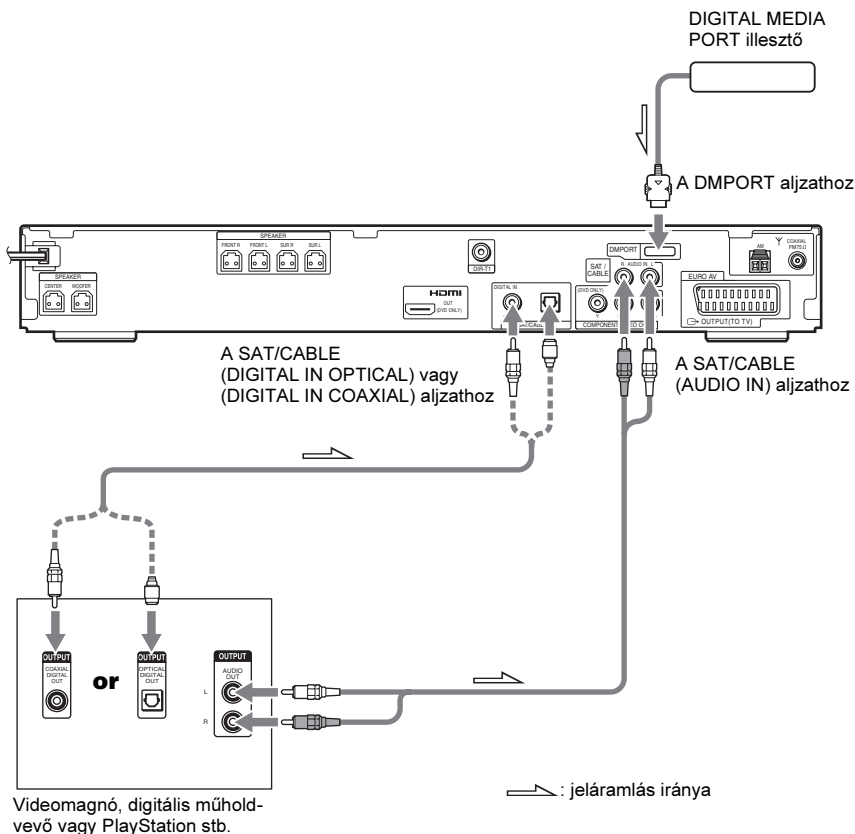 DIGITAL MEDIA
PORT illesztő
A DMPORT aljzathoz
SPEAKER
FRONT R FRONT L SUR R SUR L
SPEAKER
CENTER WOOFER
DIR-T1
HDMI
OUT
(DVD ONLY)
DIGITAL IN
DMPORT
SAT /
CABLE
R AUDIO IN L
(DVD ONLY)
Y
EURO AV
OUTPUT(TO TV)
AM
COAXIAL
FM75Ω
A SAT/CABLE
(DIGITAL IN OPTICAL) vagy
(DIGITAL IN COAXIAL) aljzathoz
A SAT/CABLE
(AUDIO IN) aljzathoz
OUTPUT
COAXIAL
DIGITAL
OUT
or
OUTPUT
OPTICAL
DIGITAL
OUT
OUTPUT
AUDIO
OUT
L
R
: jeláramlás iránya
Videomagnó, digitális műhold-
vevő vagy PlayStation stb.